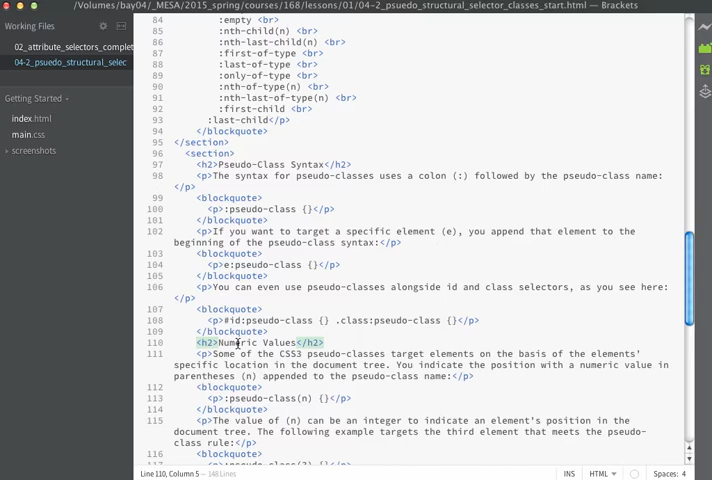 /Volumes/bay04/_MESA/2015_spring/courses/168/lessons/01/04-2_psuedo_structural_selector_classes_start.html — Brackets
Working Files
02_attribute_selectors_complet
04-2_psuedo_structural_selec
Getting Started
index.html
main.css
screenshots
84 :empty <br>
85 :nth-child(n) <br>
86 :nth-last-child(n) <br>
87 :first-of-type <br>
88 :last-of-type <br>
89 :only-of-type <br>
90 :nth-of-type(n) <br>
91 :nth-last-of-type(n) <br>
92 :first-child <br>
93 :last-child</p>
94 </blockquote>
95 </section>
96 <section>
97 <h2>Pseudo-Class Syntax</h2>
98 <p>The syntax for pseudo-classes uses a colon (:) followed by the pseudo-class name:
</p>
99 <blockquote>
100 <p>:pseudo-class {}</p>
101 </blockquote>
102 <p>If you want to target a specific element (e), you append that element to the
beginning of the pseudo-class syntax:</p>
103 <blockquote>
104 <p>e:pseudo-class {}</p>
105 </blockquote>
106 <p>You can even use pseudo-classes alongside id and class selectors, as you see here:
</p>
107 <blockquote>
108 <p>#id:pseudo-class {} .class:pseudo-class {}</p>
109 </blockquote>
110 <h2>Numeric Values</h2>
111 <p>Some of the CSS3 pseudo-classes target elements on the basis of the elements'
specific location in the document tree. You indicate the position with a numeric value in
parentheses (n) appended to the pseudo-class name:</p>
112 <blockquote>
113 <p>:pseudo-class(n) {}</p>
114 </blockquote>
115 <p>The value of (n) can be an integer to indicate an element's position in the
document tree. The following example targets the third element that meets the pseudo-
class rule:</p>
116 <blockquote>
Line 110, Column 5 — 148 Lines
INS
HTML
Spaces: 4